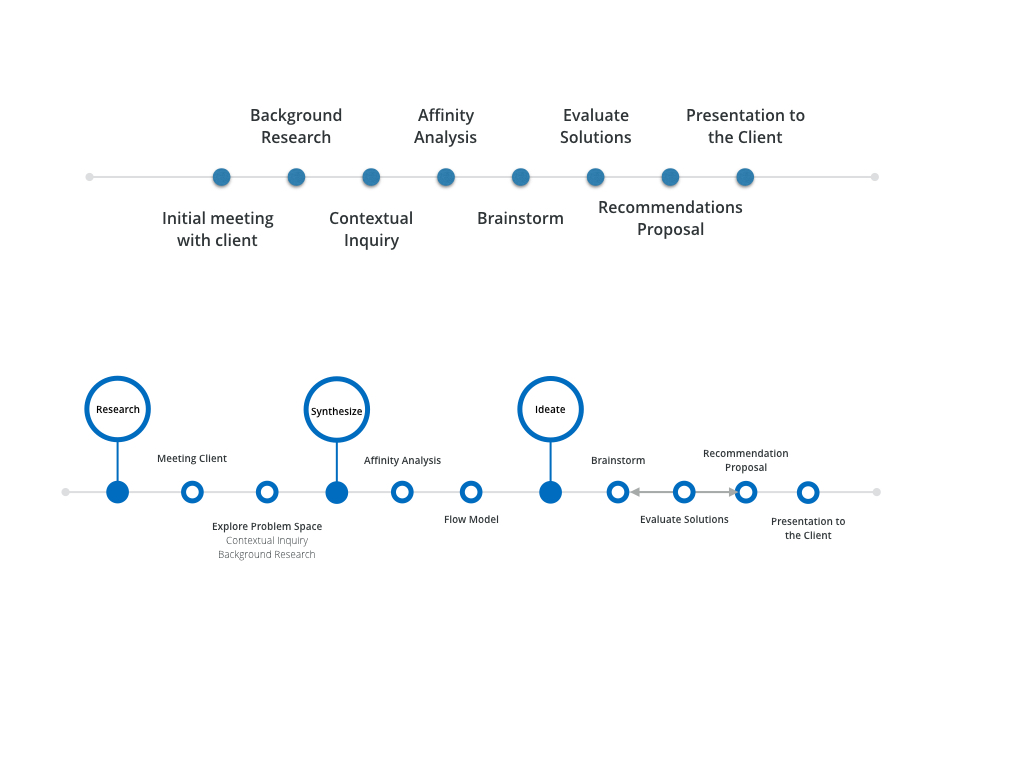 Background
Research
Affinity
Analysis
Evaluate
Solutions
Presentation to
the Client
Initial meeting
with client
Contextual
Inquiry
Brainstorm
Recommendations
Proposal
Research
Synthesize
Ideate
Meeting Client
Affinity Analysis
Brainstorm
Recommendation
Proposal
Explore Problem Space
Contextual Inquiry
Background Research
Flow Model
Evaluate Solutions
Presentation to
the Client